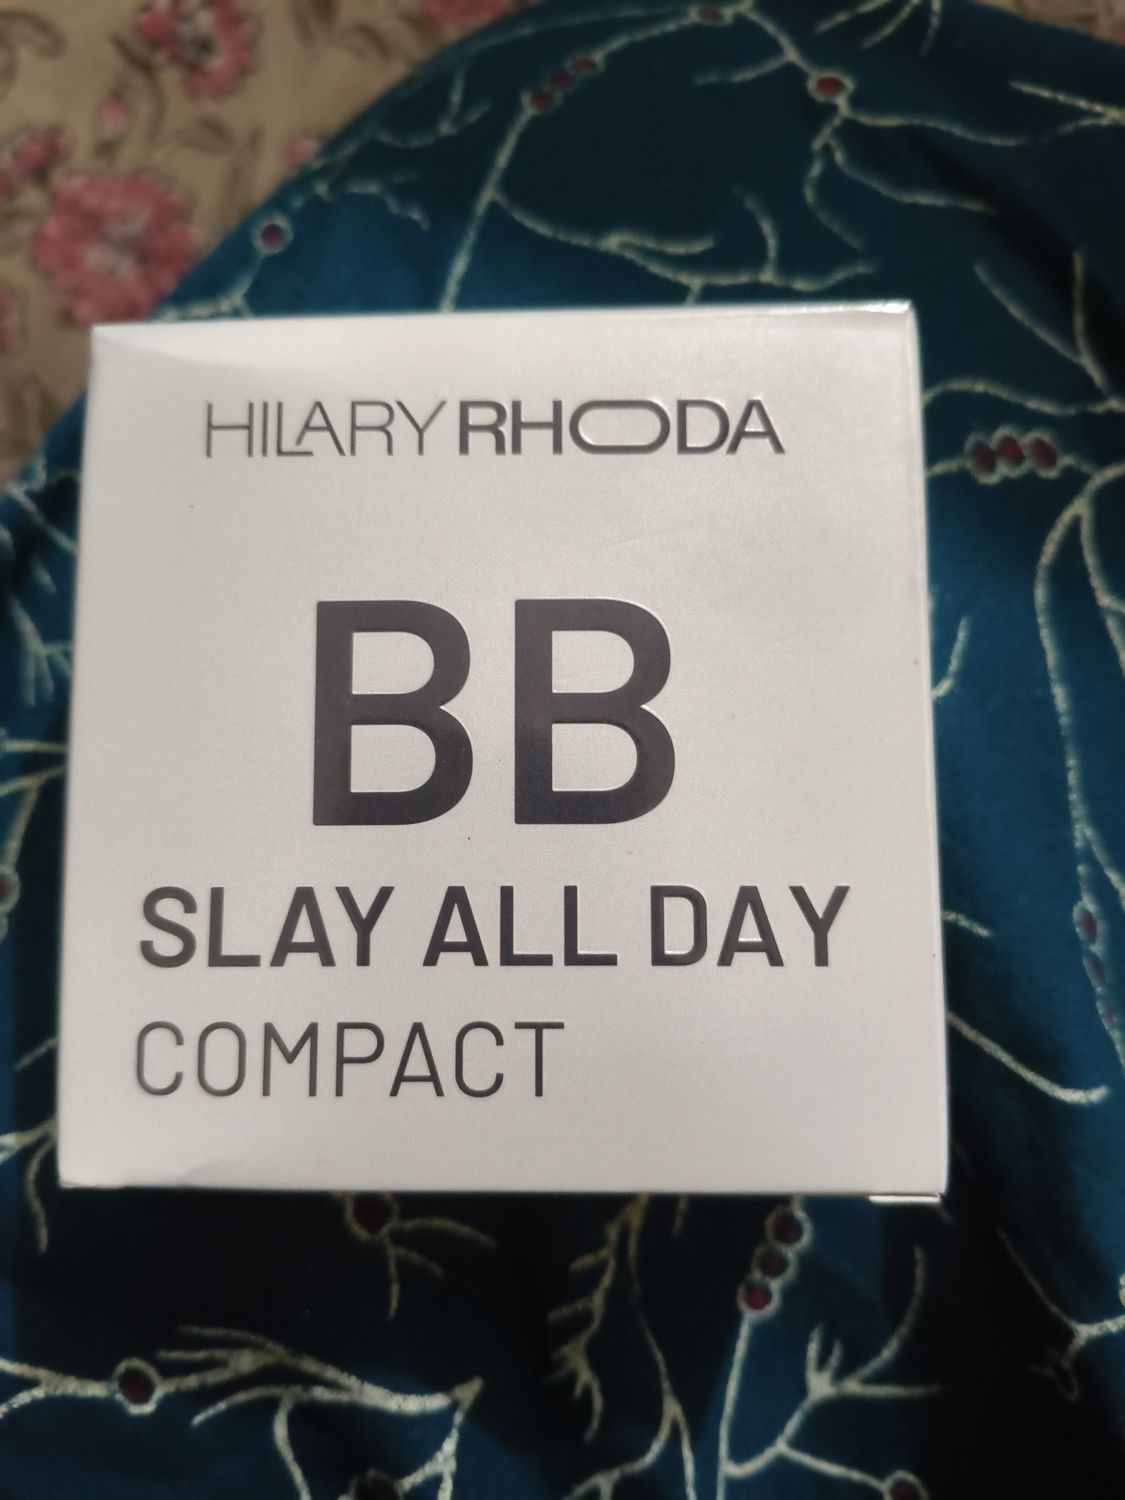 HILARY RHODA
BB
SLAY ALL DAY
COMPACT